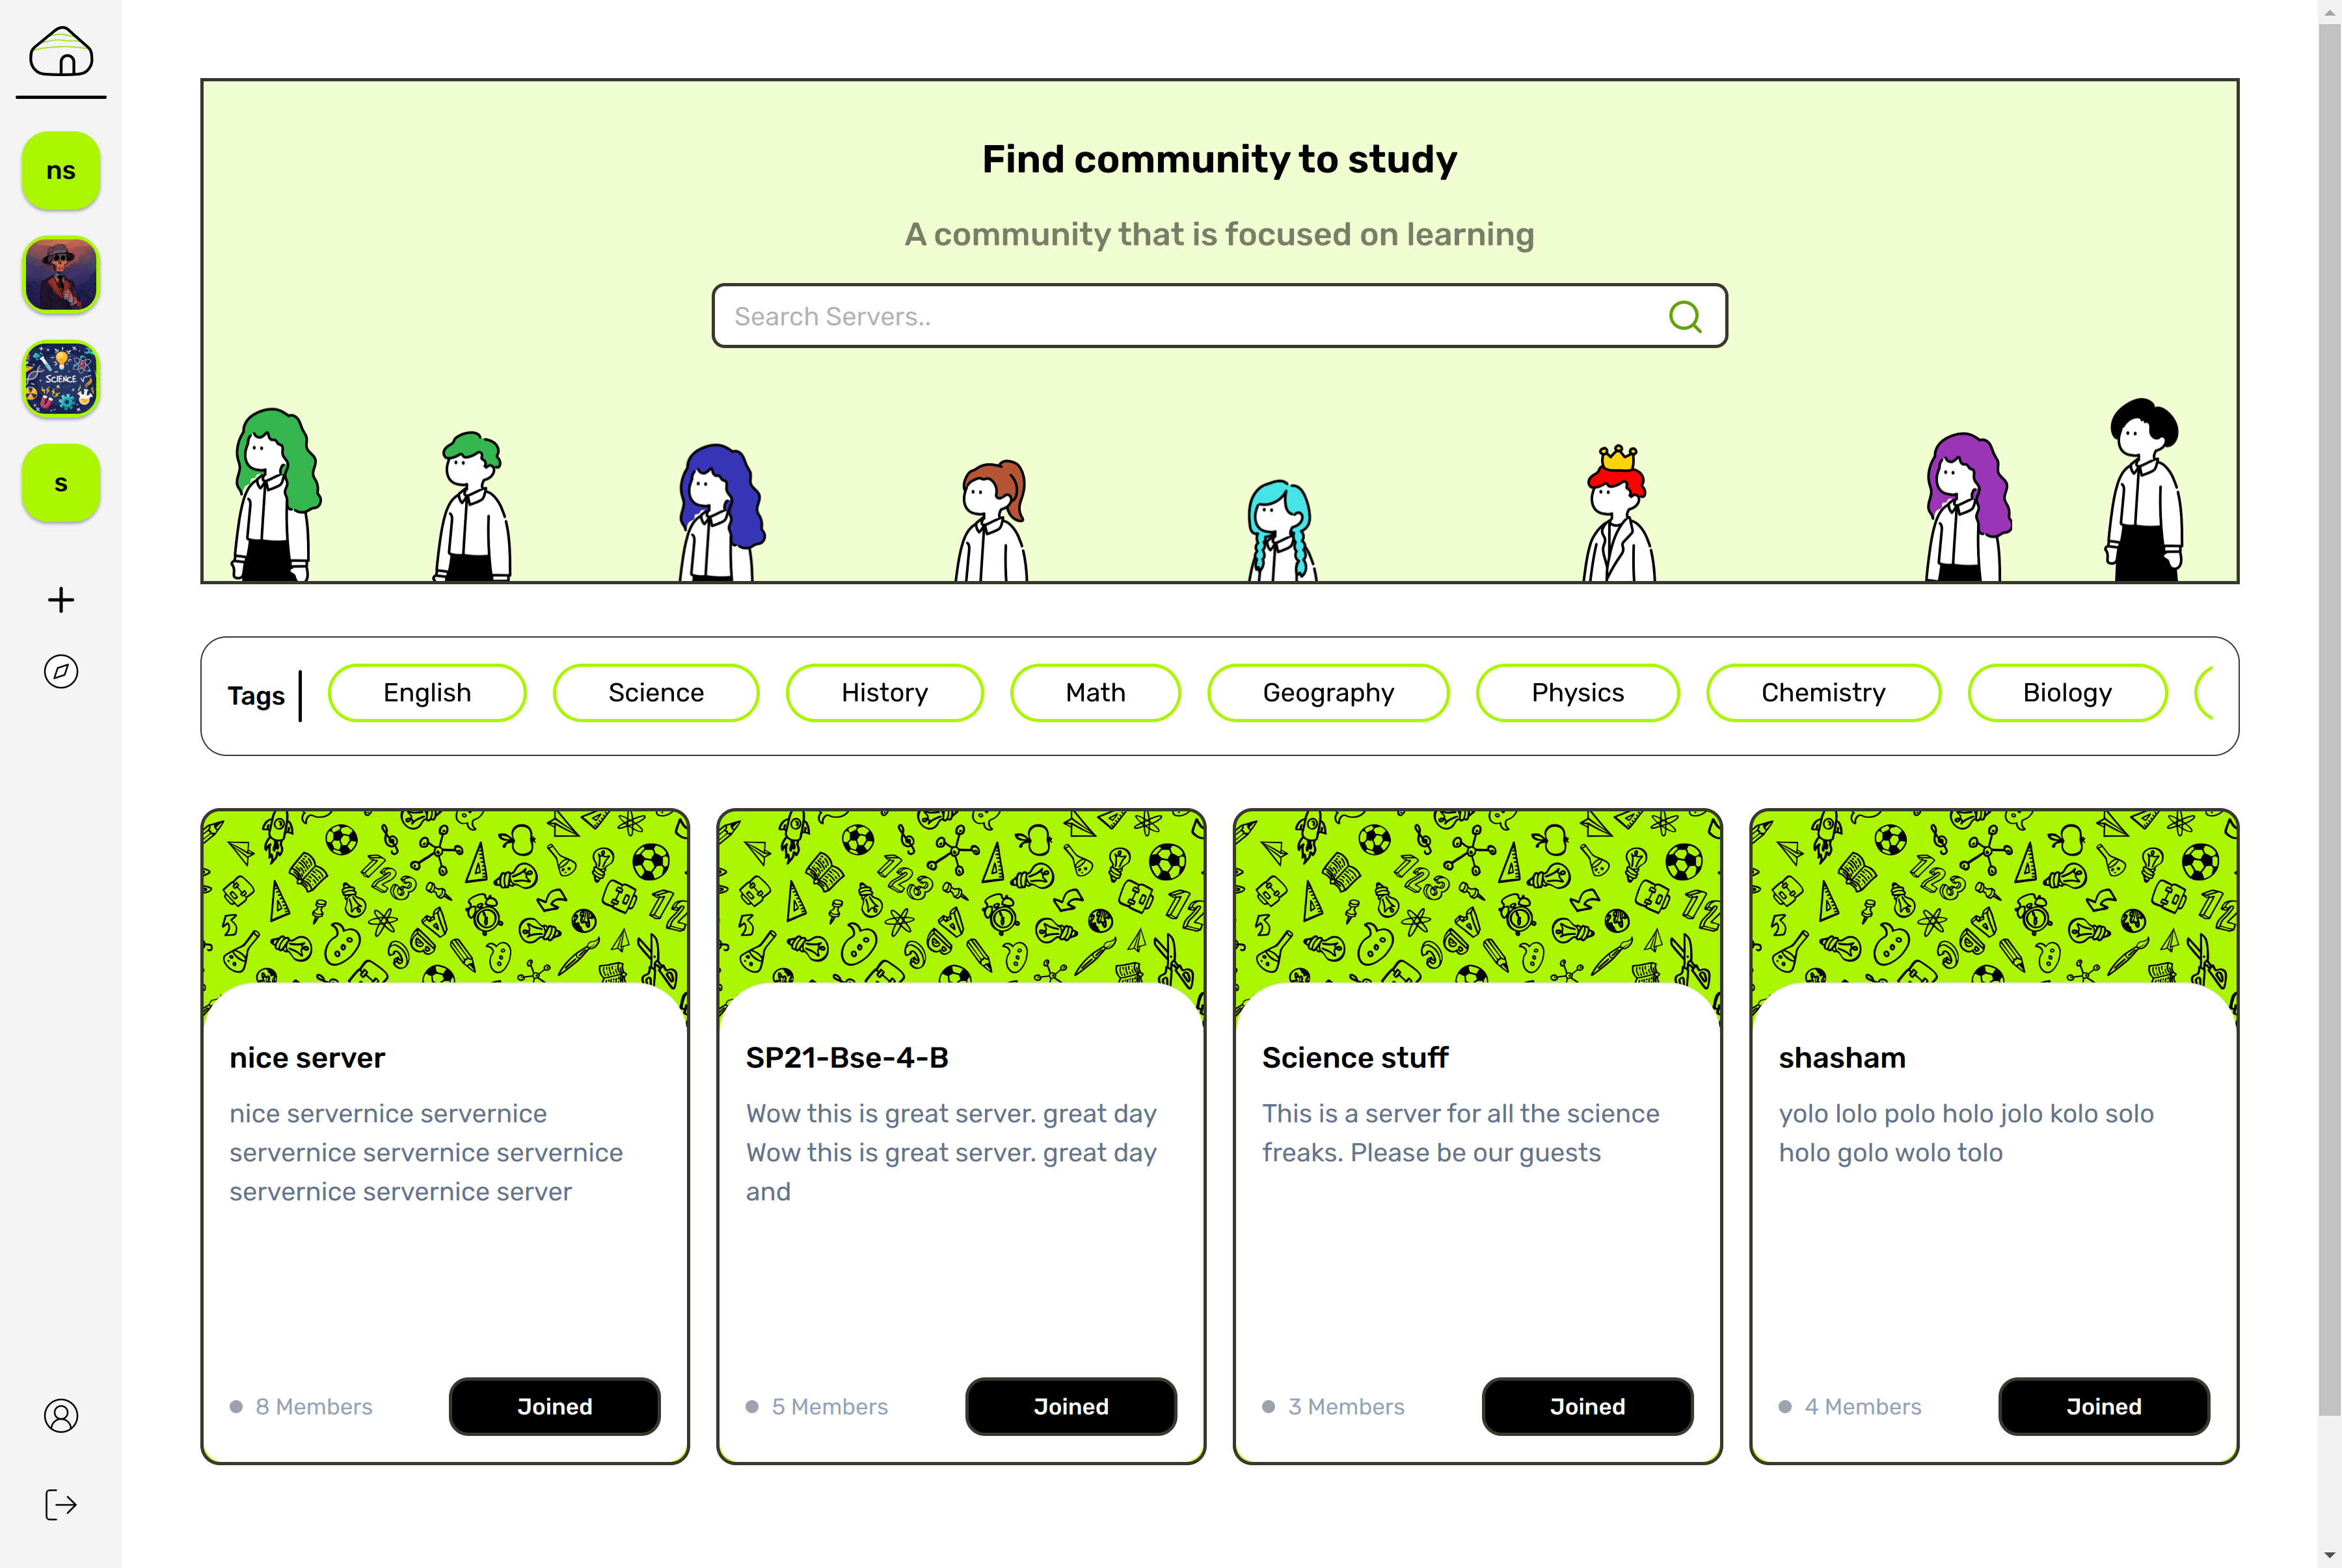 ns
SCIENCE
s
Find community to study
A community that is focused on learning
Search Servers..
Tags
English
Science
History
Math
Geography
Physics
Chemistry
Biology
nice server
nice servernice servernice
servernice servernice servernice
servernice servernice server
8 Members
Joined
SP21-Bse-4-B
Wow this is great server. great day
Wow this is great server. great day
and
5 Members
Joined
Science stuff
This is a server for all the science
freaks. Please be our guests
3 Members
Joined
shasham
yolo lolo polo holo jolo kolo solo
holo golo wolo tolo
4 Members
Joined